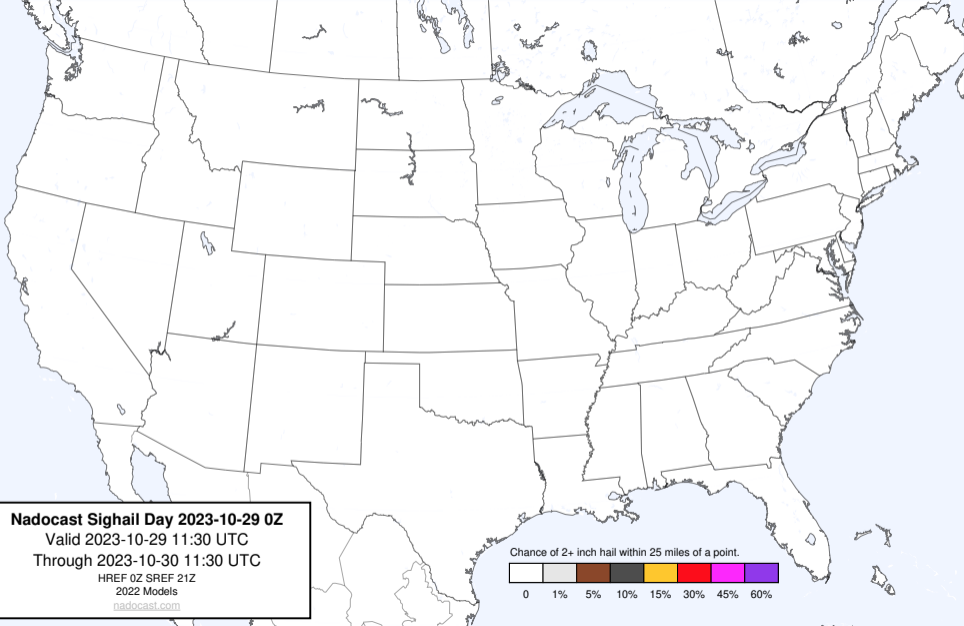 Nadocast Sighail Day 2023-10-29 0Z
Valid 2023-10-29 11:30 UTC
Through 2023-10-30 11:30 UTC
HREF 0Z SREF 21Z
2022 Models
nadocast.com
Chance of 2+ inch hail within 25 miles of a point.
0 1% 5% 10% 15% 30% 45% 60%